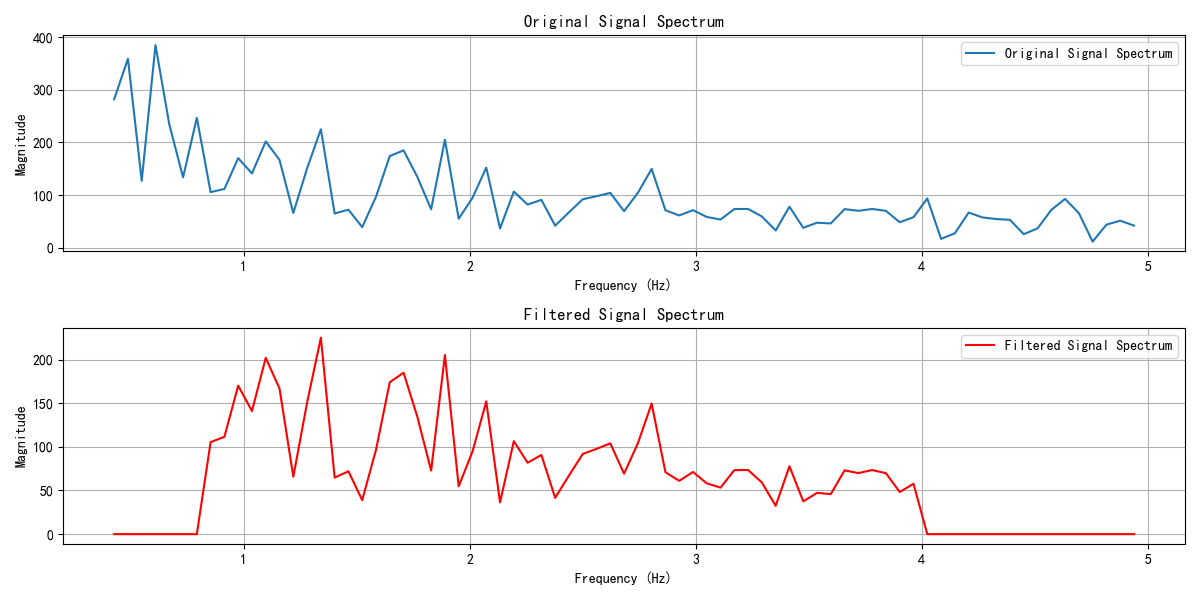 Original Signal Spectrum
400
300
200
100
0
Magnitude
Original Signal Spectrum
1 2 3 4 5
Frequency (Hz)
Filtered Signal Spectrum
200
150
100
50
0
Magnitude
Filtered Signal Spectrum
1 2 3 4 5
Frequency (Hz)